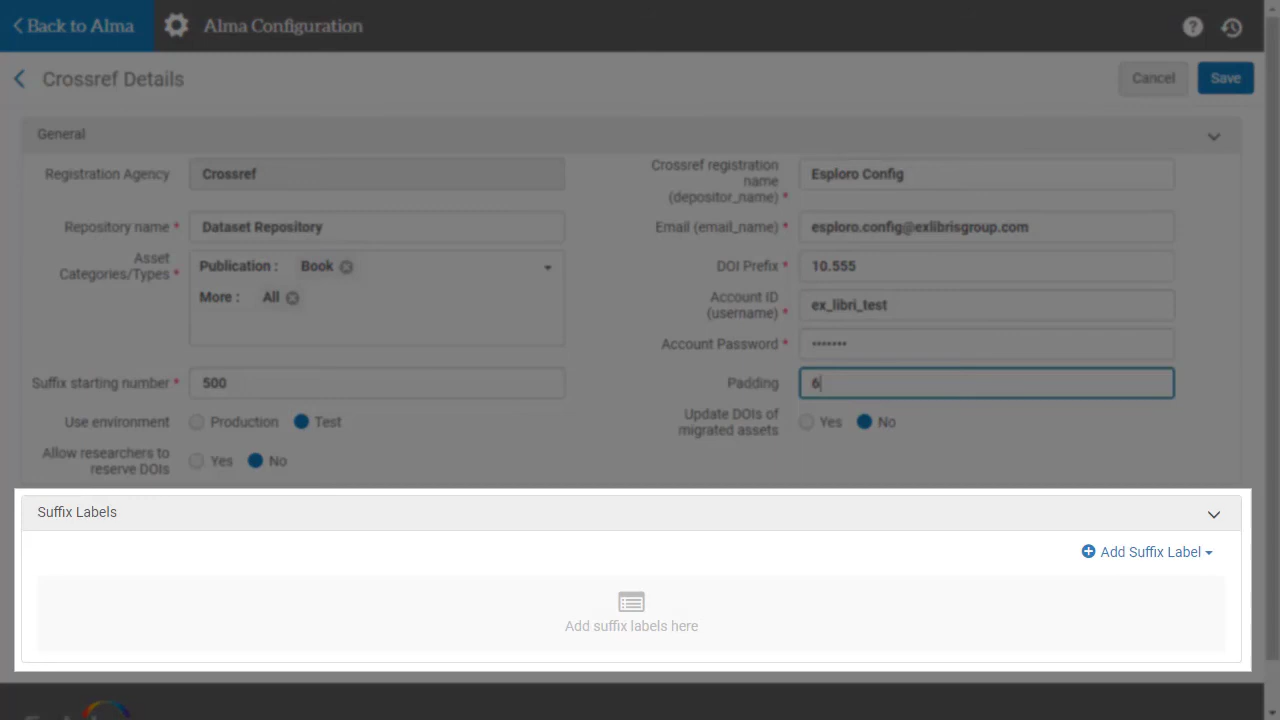 Back to Alma
Alma Configuration
Crossref Details
Cancel
Save
General
Registration Agency
Crossref
Crossref registration
name
(depositor_name) *
Esploro Config
Repository name *
Dataset Repository
Email (email_name) *
esploro.config@exlibrisgroup.com
Asset
Categories/Types *
Publication : Book
More : All
DOI Prefix *
10.555
Account ID
(username) *
ex_libri_test
Account Password *
•••••••
Suffix starting number *
500
Padding
6
Use environment
Production
Test
Update DOIs of
migrated assets
Yes
No
Allow researchers to
reserve DOIs
Yes
No
Suffix Labels
Add Suffix Label
Add suffix labels here